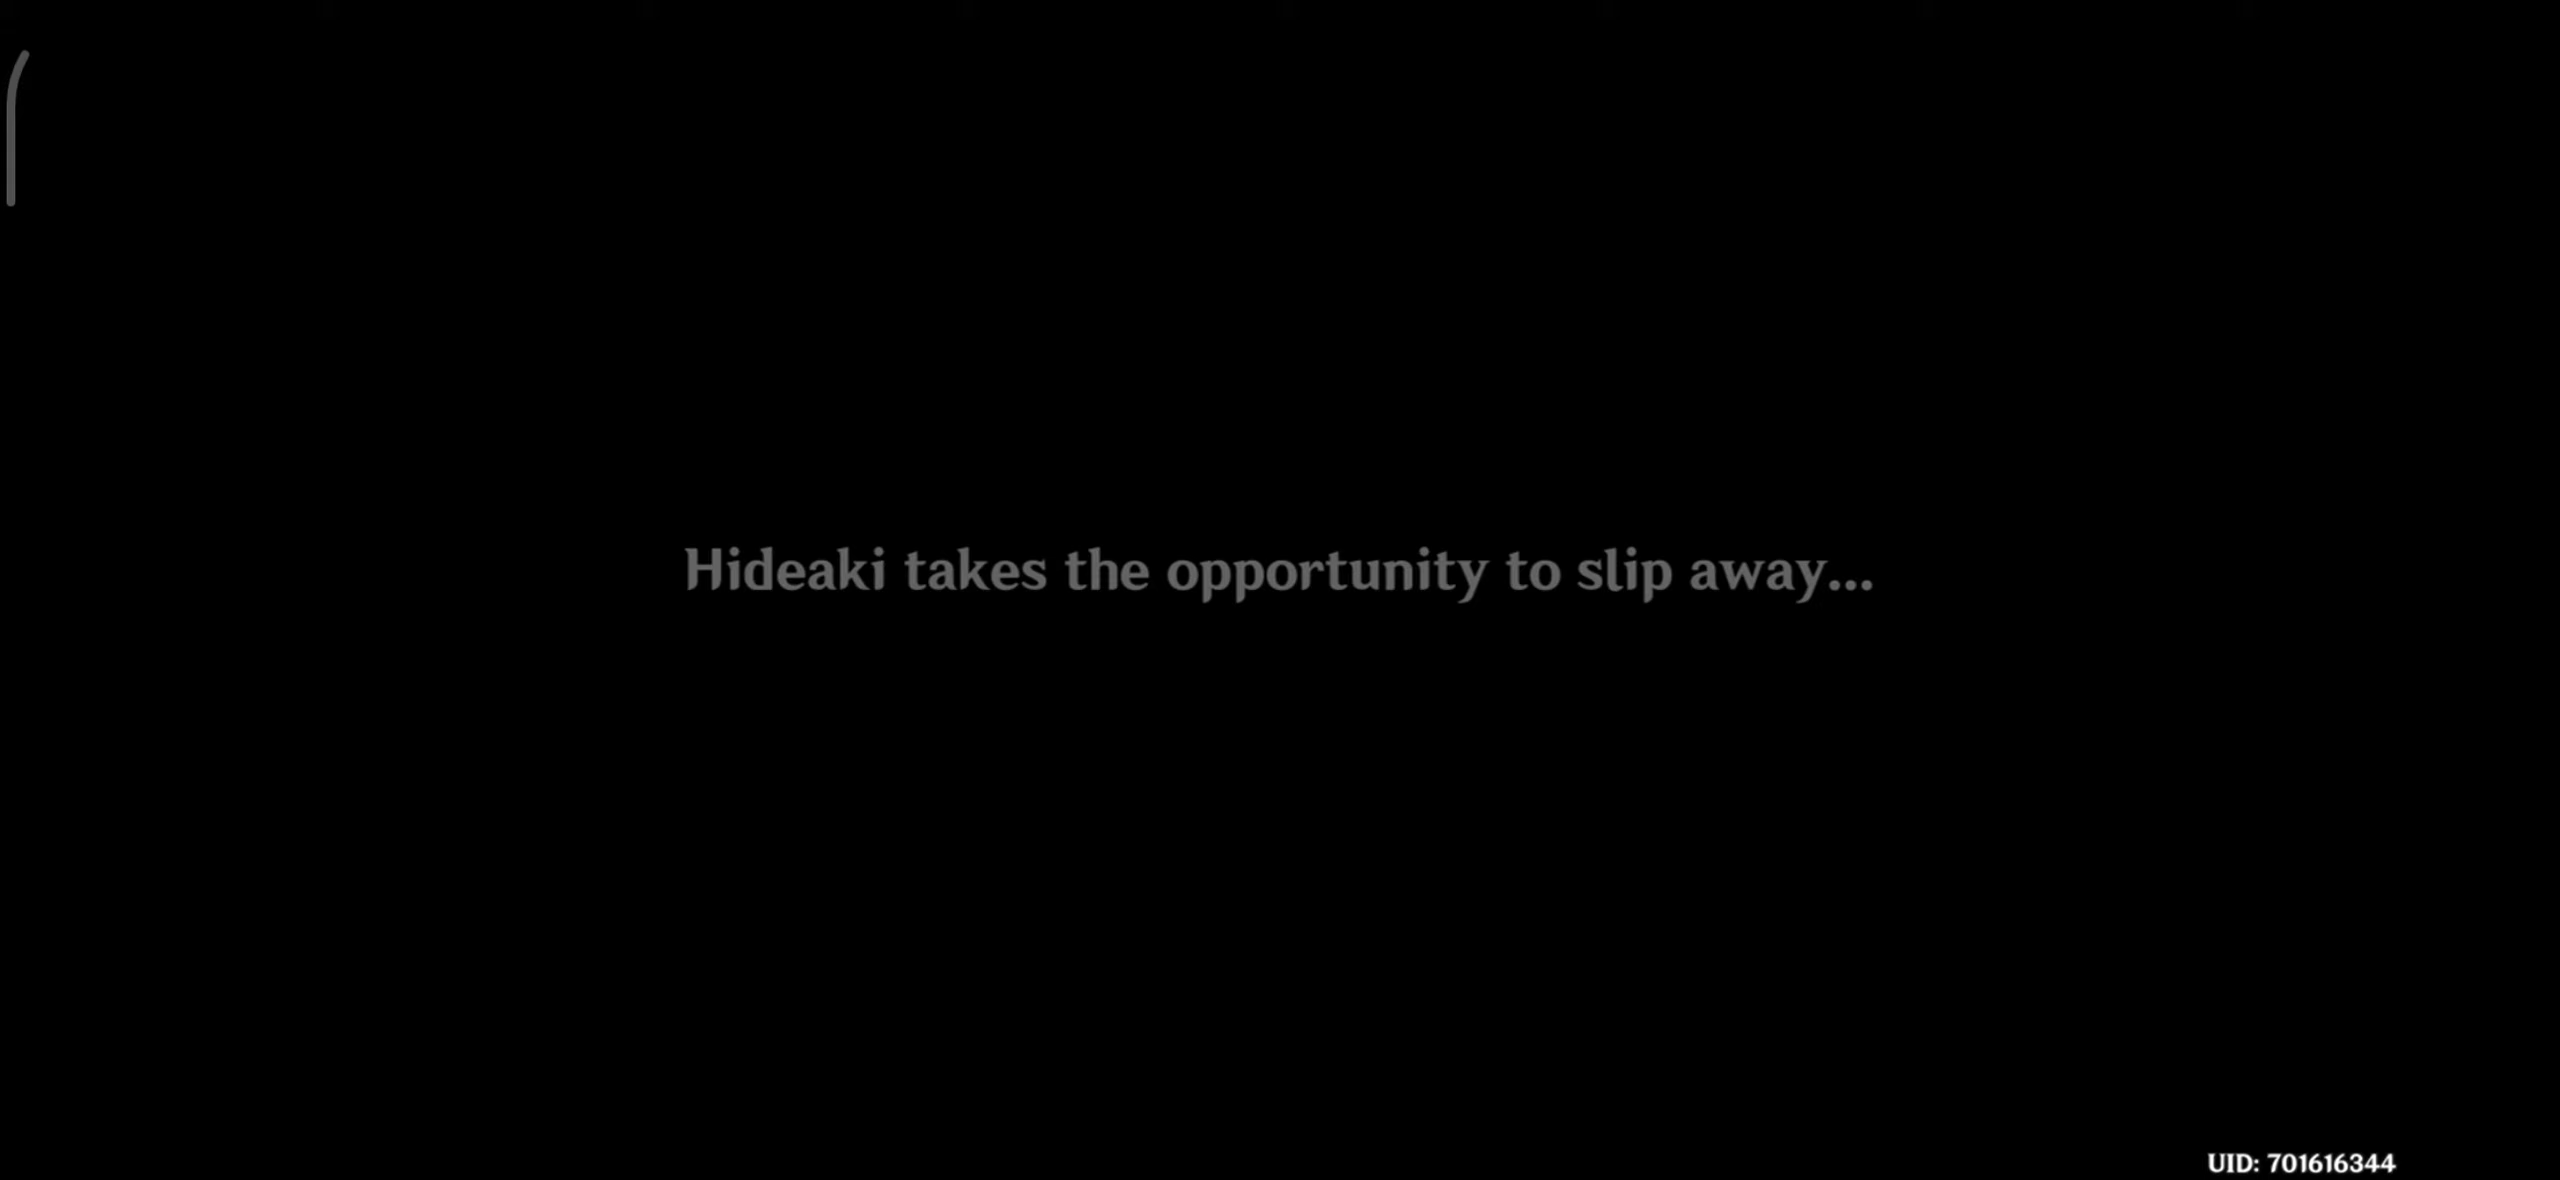 Hideaki takes the opportunity to slip away...
UID: 701616344